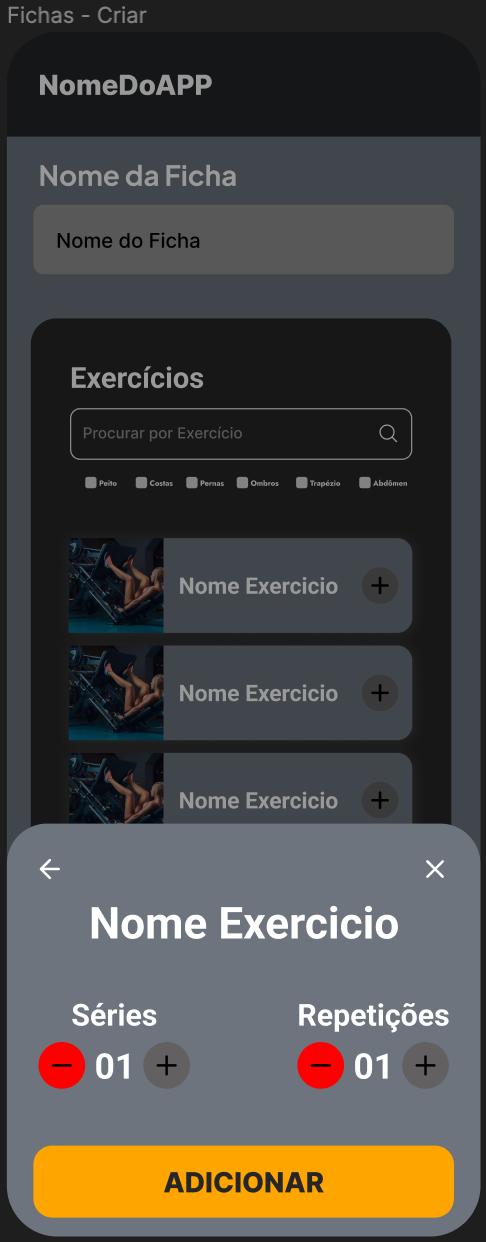 Fichas - Criar
NomeDoAPP
Nome da Ficha
Nome do Ficha
Exercícios
Procurar por Exercício
Peito Costas Pernas Ombros Trapézio Abdômen
Nome Exercicio
Nome Exercicio
Nome Exercicio
Nome Exercicio
Séries Repetições
01 01
ADICIONAR